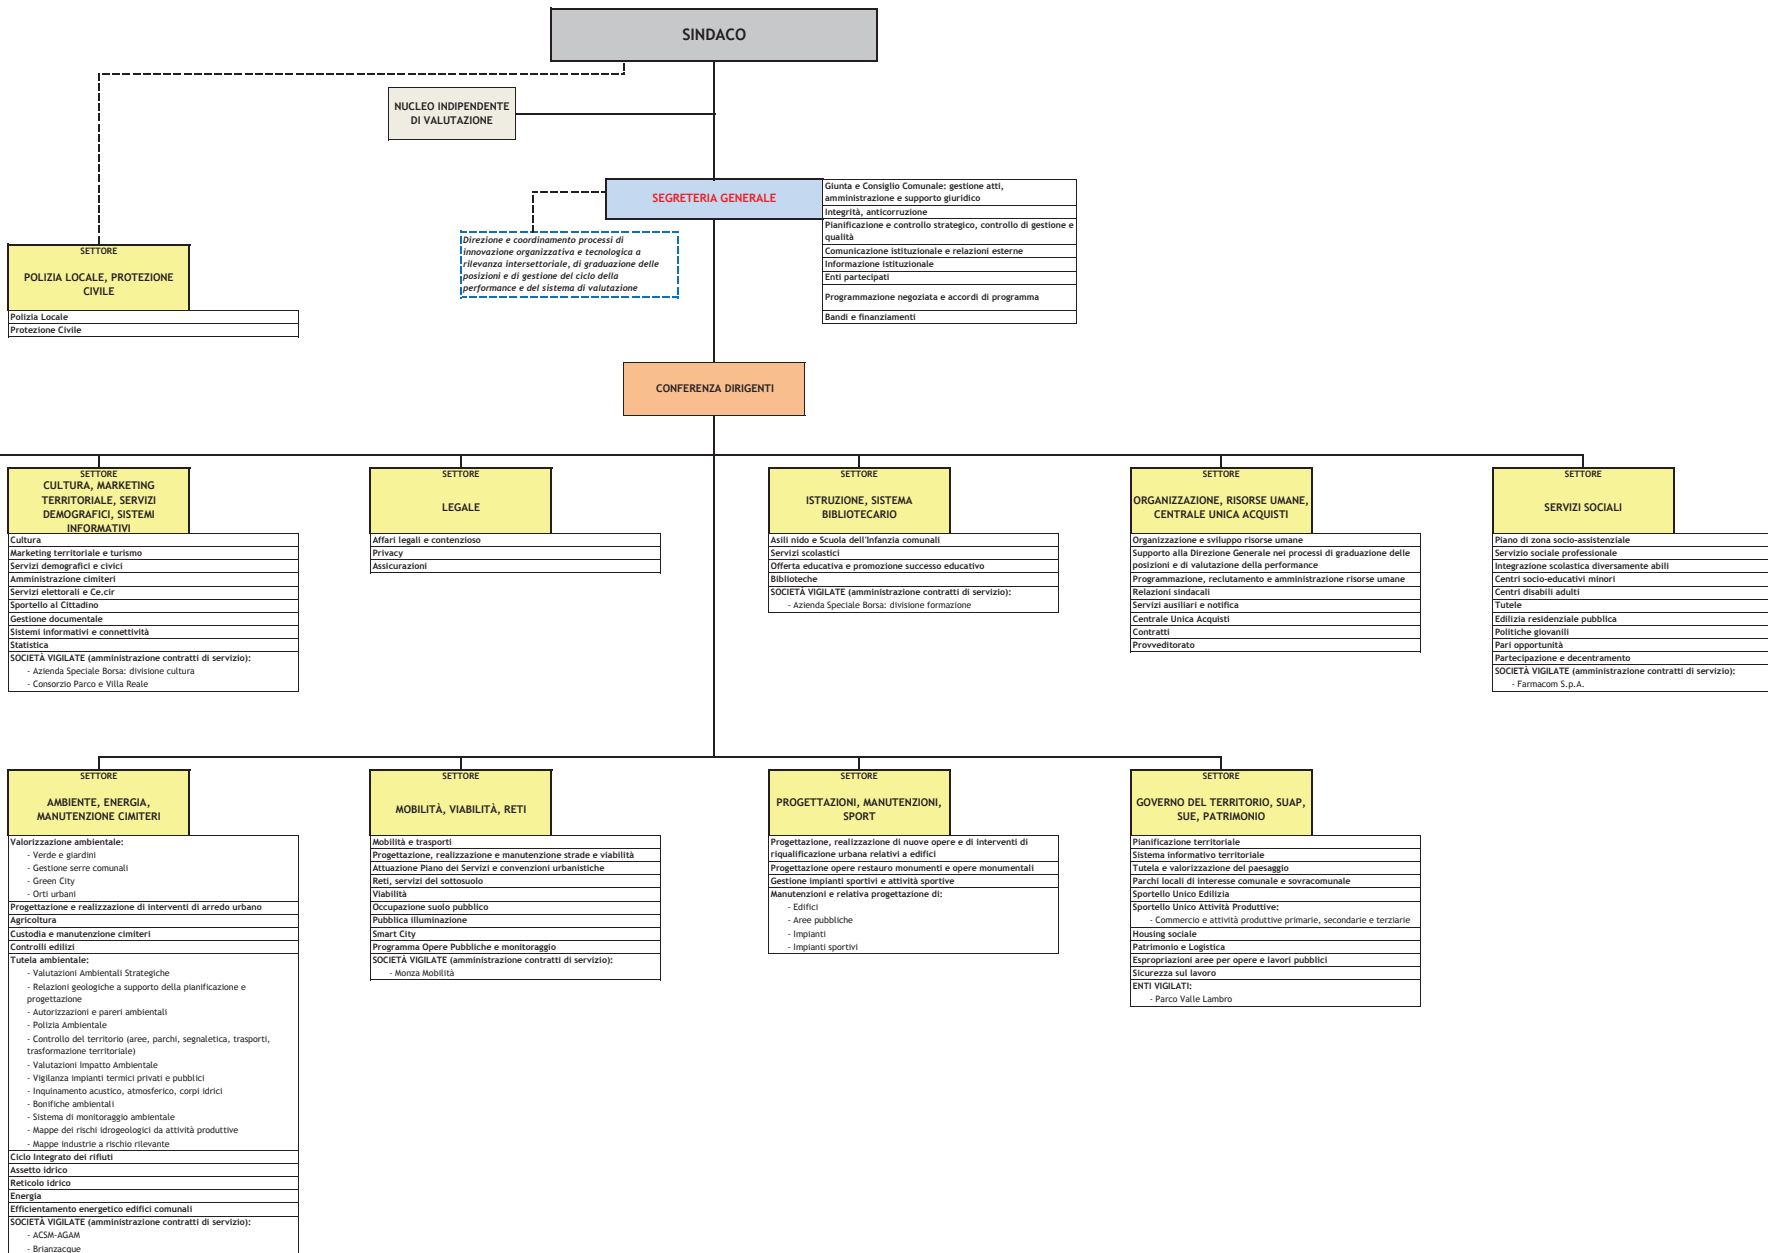 SINDACO
NUCLEO INDIPENDENTE
DI VALUTAZIONE
SEGRETERIA GENERALE
Giunta e Consiglio Comunale: gestione atti,
amministrazione e supporto giuridico
Integrità, anticorruzione
Pianificazione e controllo strategico, controllo di gestione e
qualità
Comunicazione istituzionale e relazioni esterne
Informazione istituzionale
Enti partecipati
Programmazione negoziata e accordi di programma
Bandi e finanziamenti
Direzione e coordinamento processi di
innovazione organizzativa e tecnologica a
rilevanza intersettoriale, di graduazione delle
posizioni e di gestione del ciclo della
performance e del sistema di valutazione
SETTORE
POLIZIA LOCALE, PROTEZIONE
CIVILE
Polizia Locale
Protezione Civile
CONFERENZA DIRIGENTI
SETTORE
CULTURA, MARKETING
TERRITORIALE, SERVIZI
DEMOGRAFICI, SISTEMI
INFORMATIVI
Cultura
Marketing territoriale e turismo
Servizi demografici e civici
Amministrazione cimiteri
Servizi elettorali e Ce.cir
Sportello al Cittadino
Gestione documentale
Sistemi informativi e connettività
Statistica
SOCIETÀ VIGILATE (amministrazione contratti di servizio):
- Azienda Speciale Borsa: divisione cultura
- Consorzio Parco e Villa Reale
SETTORE
LEGALE
Affari legali e contenzioso
Privacy
Assicurazioni
SETTORE
ISTRUZIONE, SISTEMA
BIBLIOTECARIO
Asili nido e Scuola dell'Infanzia comunali
Servizi scolastici
Offerta educativa e promozione successo educativo
Biblioteche
SOCIETÀ VIGILATE (amministrazione contratti di servizio):
- Azienda Speciale Borsa: divisione formazione
SETTORE
ORGANIZZAZIONE, RISORSE UMANE,
CENTRALE UNICA ACQUISTI
Organizzazione e sviluppo risorse umane
Supporto alla Direzione Generale nei processi di graduazione delle
posizioni e di valutazione della performance
Programmazione, reclutamento e amministrazione risorse umane
Relazioni sindacali
Servizi ausiliari e notifica
Centrale Unica Acquisti
Contratti
Provveditorato
SETTORE
SERVIZI SOCIALI
Piano di zona socio-assistenziale
Servizio sociale professionale
Integrazione scolastica diversamente abili
Centri socio-educativi minori
Centri disabili adulti
Tutele
Edilizia residenziale pubblica
Politiche giovanili
Pari opportunità
Partecipazione e decentramento
SOCIETÀ VIGILATE (amministrazione contratti di servizio):
- Farmacom S.p.A.
SETTORE
AMBIENTE, ENERGIA,
MANUTENZIONE CIMITERI
Valorizzazione ambientale:
- Verde e giardini
- Gestione serre comunali
- Green City
- Orti urbani
Progettazione e realizzazione di interventi di arredo urbano
Agricoltura
Custodia e manutenzione cimiteri
Controlli edilizi
Tutela ambientale:
- Valutazioni Ambientali Strategiche
- Relazioni geologiche a supporto della pianificazione e
progettazione
- Autorizzazioni e pareri ambientali
- Polizia Ambientale
- Controllo del territorio (aree, parchi, segnaletica, trasporti,
trasformazione territoriale)
- Valutazioni Impatto Ambientale
- Vigilanza impianti termici privati e pubblici
- Inquinamento acustico, atmosferico, corpi idrici
- Bonifiche ambientali
- Sistema di monitoraggio ambientale
- Mappe dei rischi idrogeologici da attività produttive
- Mappe industrie a rischio rilevante
Ciclo Integrato dei rifiuti
Assetto idrico
Reticolo idrico
Energia
Efficientamento energetico edifici comunali
SOCIETÀ VIGILATE (amministrazione contratti di servizio):
- ACSM-AGAM
- Brianzacque
SETTORE
MOBILITÀ, VIABILITÀ, RETI
Mobilità e trasporti
Progettazione, realizzazione e manutenzione strade e viabilità
Attuazione Piano dei Servizi e convenzioni urbanistiche
Reti, servizi del sottosuolo
Viabilità
Occupazione suolo pubblico
Pubblica illuminazione
Smart City
Programma Opere Pubbliche e monitoraggio
SOCIETÀ VIGILATE (amministrazione contratti di servizio):
- Monza Mobilità
SETTORE
PROGETTAZIONI, MANUTENZIONI,
SPORT
Progettazione, realizzazione di nuove opere e di interventi di
riqualificazione urbana relativi a edifici
Progettazione opere restauro monumenti e opere monumentali
Gestione impianti sportivi e attività sportive
Manutenzioni e relativa progettazione di:
- Edifici
- Aree pubbliche
- Impianti
- Impianti sportivi
SETTORE
GOVERNO DEL TERRITORIO, SUAP,
SUE, PATRIMONIO
Pianificazione territoriale
Sistema informativo territoriale
Tutela e valorizzazione del paesaggio
Parchi locali di interesse comunale e sovracomunale
Sportello Unico Edilizia
Sportello Unico Attività Produttive:
- Commercio e attività produttive primarie, secondarie e terziarie
Housing sociale
Patrimonio e Logistica
Espropriazioni aree per opere e lavori pubblici
Sicurezza sul lavoro
ENTI VIGILATI:
- Parco Valle Lambro